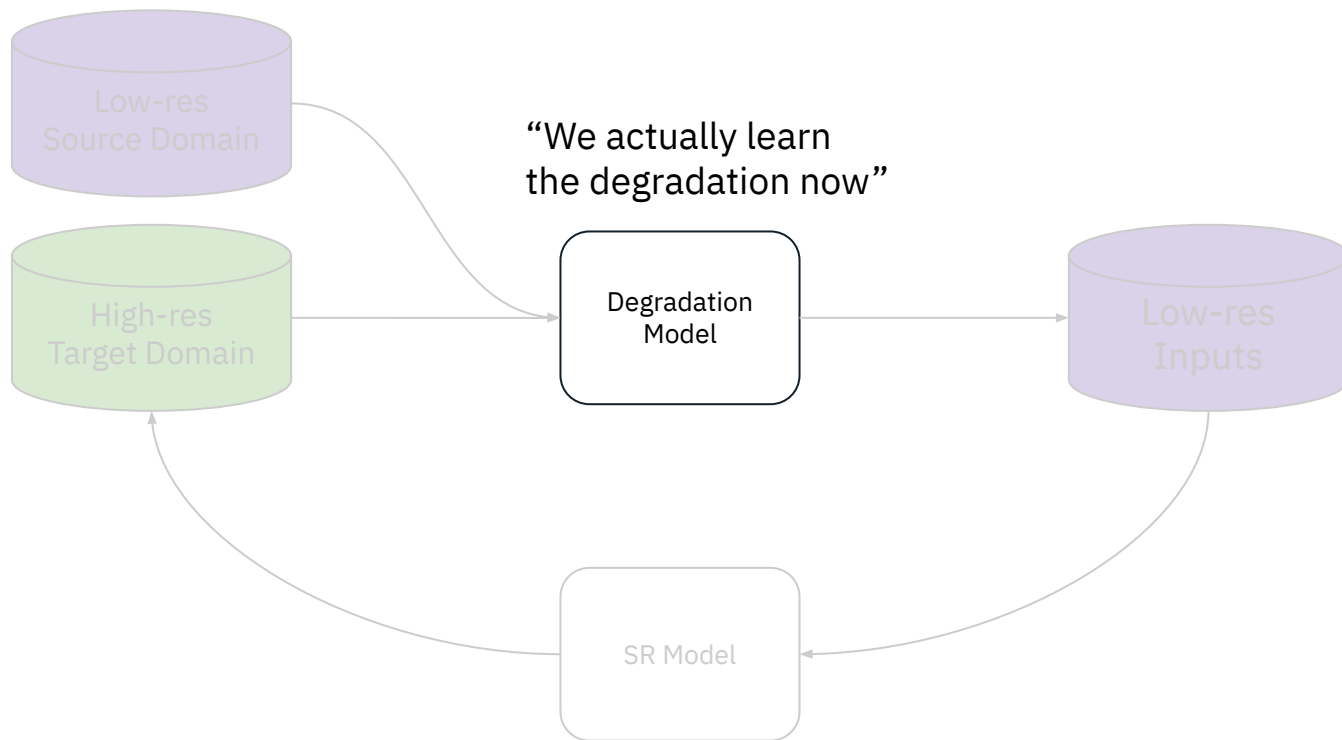 Low-res
Source Domain
“We actually learn
the degradation now”
High-res
Target Domain
Degradation
Model
Low-res
Inputs
SR Model